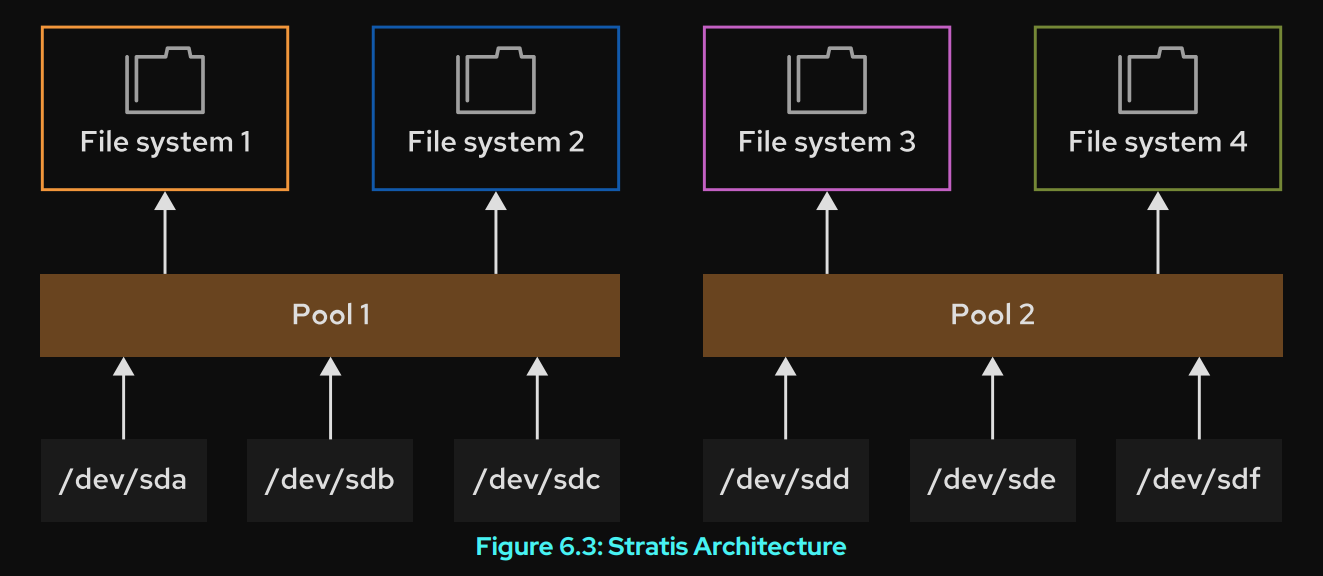 File system 1
File system 2
File system 3
File system 4
Pool 1
Pool 2
/dev/sda
/dev/sdb
/dev/sdc
/dev/sdd
/dev/sde
/dev/sdf
Figure 6.3: Stratis Architecture